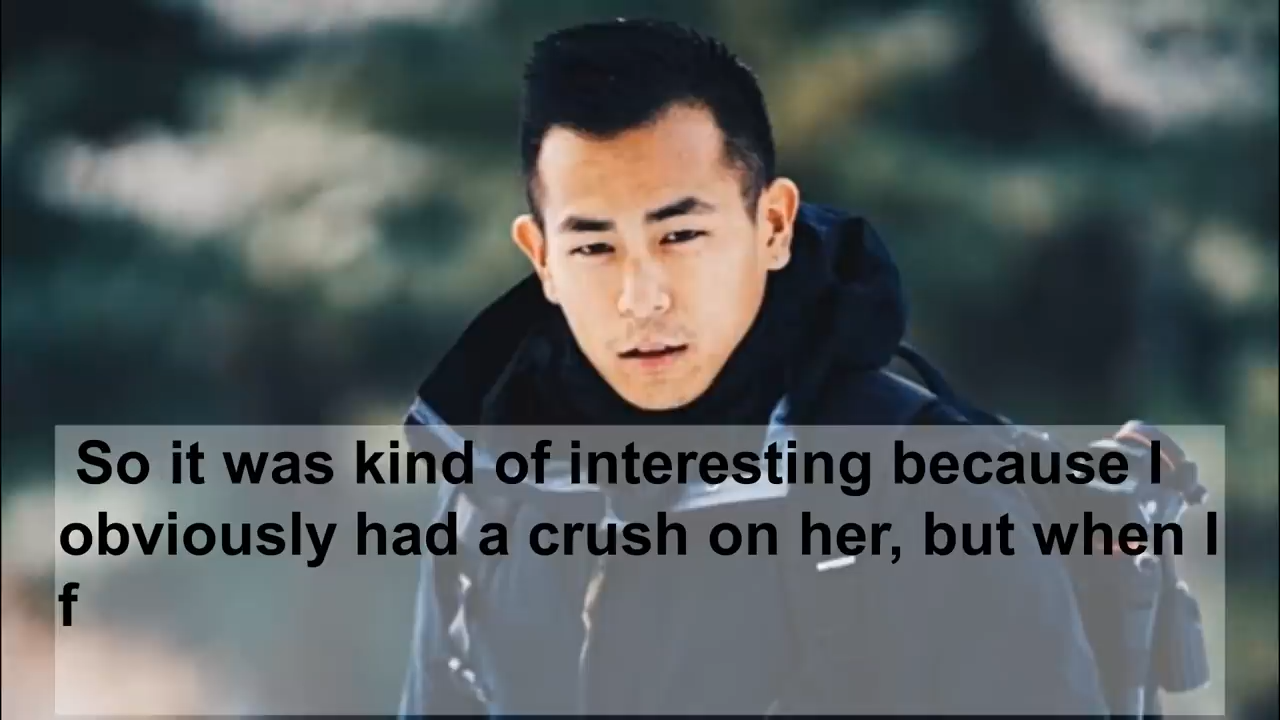 So it was kind of interesting because I
obviously had a crush on her, but when I
f